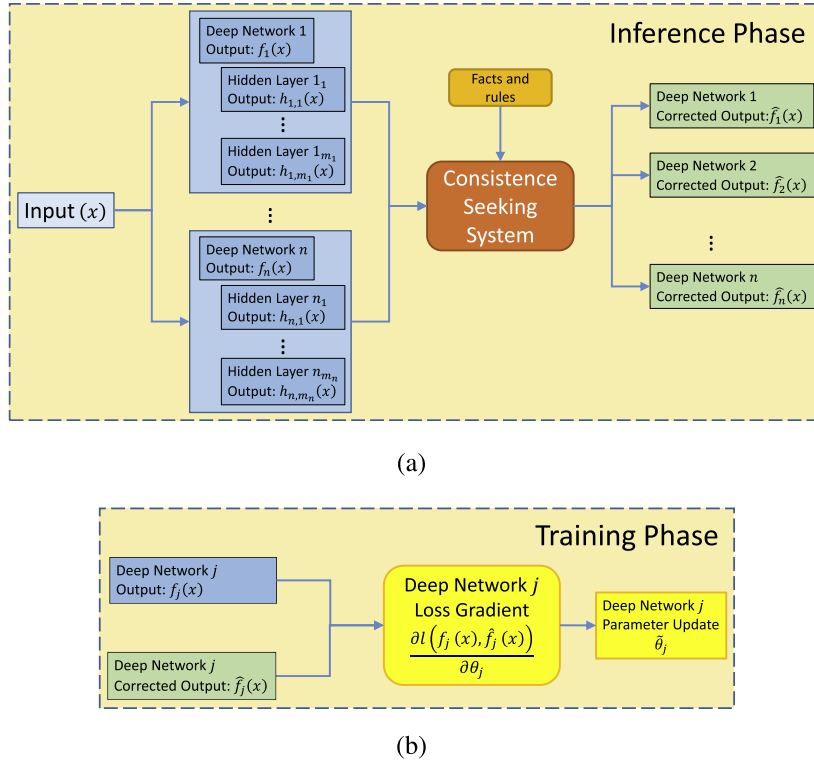 Inference Phase
Deep Network 1
Output: f₁(x)
Hidden Layer 1₁
Output: h₁,₁(x)
⋮
Hidden Layer 1ₘ₁
Output: h₁,ₘ₁(x)
⋮
Deep Network n
Output: fₙ(x)
Hidden Layer n₁
Output: hₙ,₁(x)
⋮
Hidden Layer nₘₙ
Output: hₙ,ₘₙ(x)
Input (x)
Facts and
rules
Consistence
Seeking
System
Deep Network 1
Corrected Output: f̂₁(x)
Deep Network 2
Corrected Output: f̂₂(x)
⋮
Deep Network n
Corrected Output: f̂ₙ(x)
(a)
Training Phase
Deep Network j
Output: fⱼ(x)
Deep Network j
Corrected Output: f̂ⱼ(x)
Deep Network j
Loss Gradient
∂l (fⱼ (x), f̂ⱼ (x))
∂θⱼ
Deep Network j
Parameter Update
θ̃ⱼ
(b)